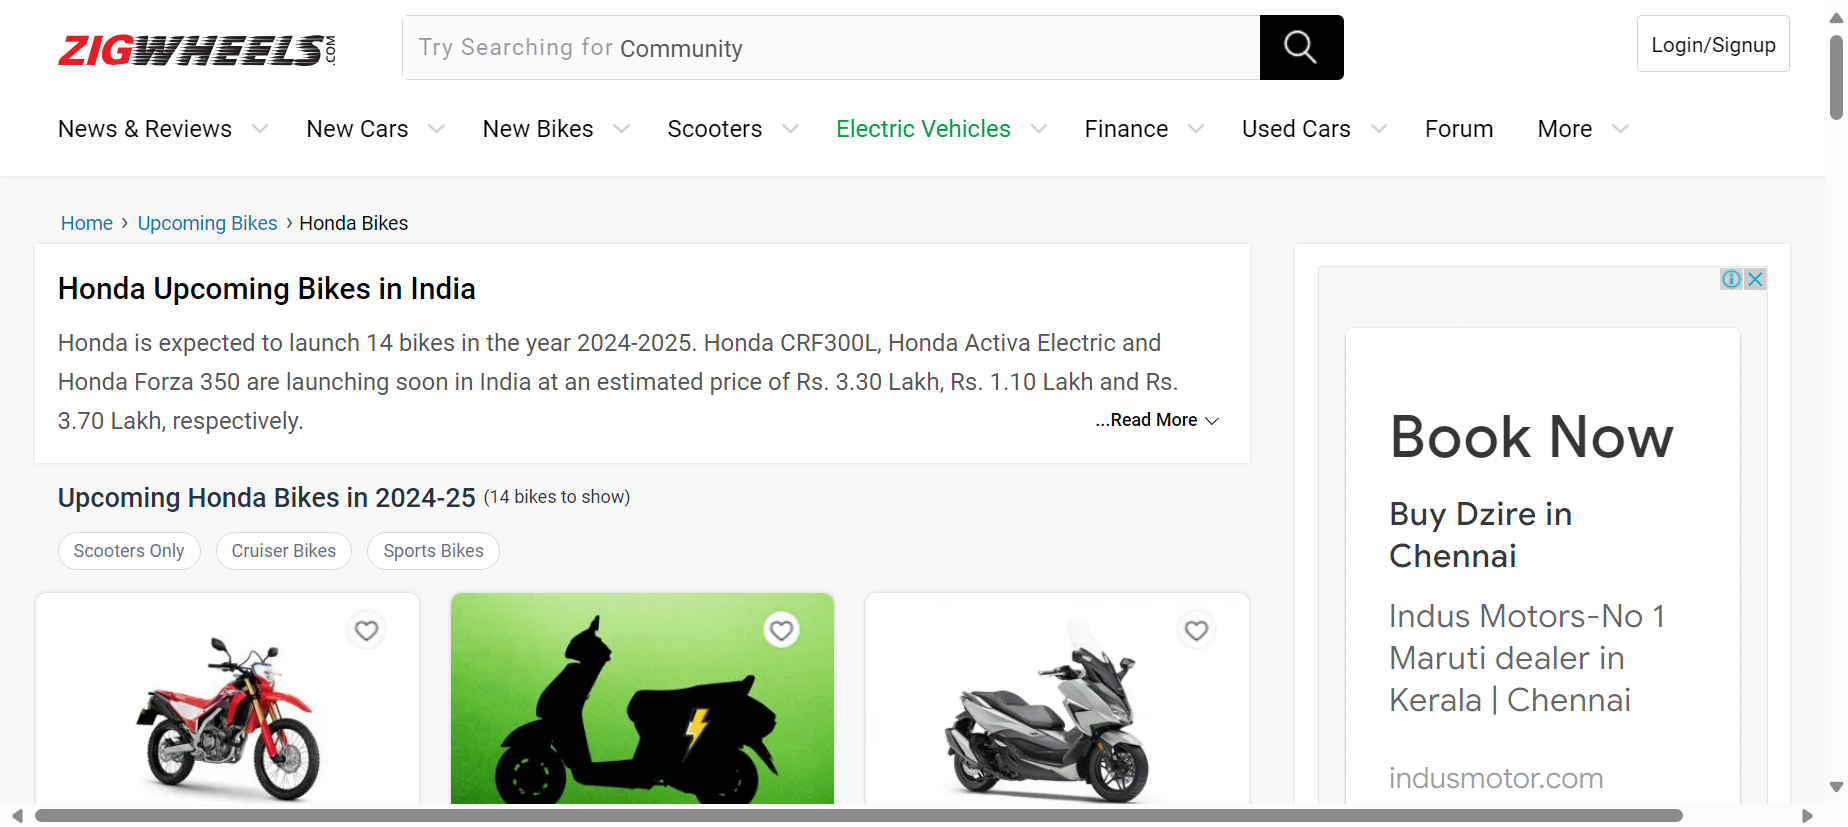 ZIGWHEELS.COM
Try Searching for Community
Login/Signup
News & Reviews New Cars New Bikes Scooters Electric Vehicles Finance Used Cars Forum More
Home › Upcoming Bikes › Honda Bikes
Honda Upcoming Bikes in India
Honda is expected to launch 14 bikes in the year 2024-2025. Honda CRF300L, Honda Activa Electric and
Honda Forza 350 are launching soon in India at an estimated price of Rs. 3.30 Lakh, Rs. 1.10 Lakh and Rs.
3.70 Lakh, respectively.
...Read More
Upcoming Honda Bikes in 2024-25 (14 bikes to show)
Scooters Only Cruiser Bikes Sports Bikes
Book Now
Buy Dzire in
Chennai
Indus Motors-No 1
Maruti dealer in
Kerala | Chennai
indusmotor.com